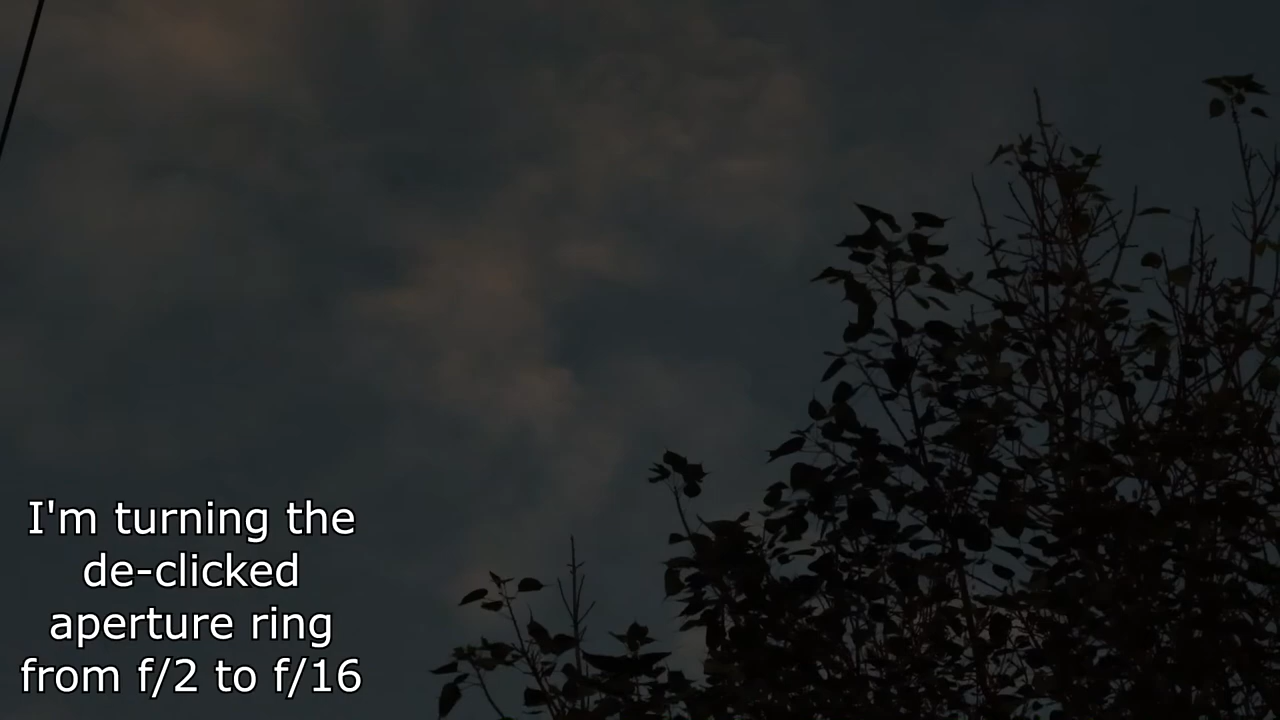 I'm turning the
de-clicked
aperture ring
from f/2 to f/16